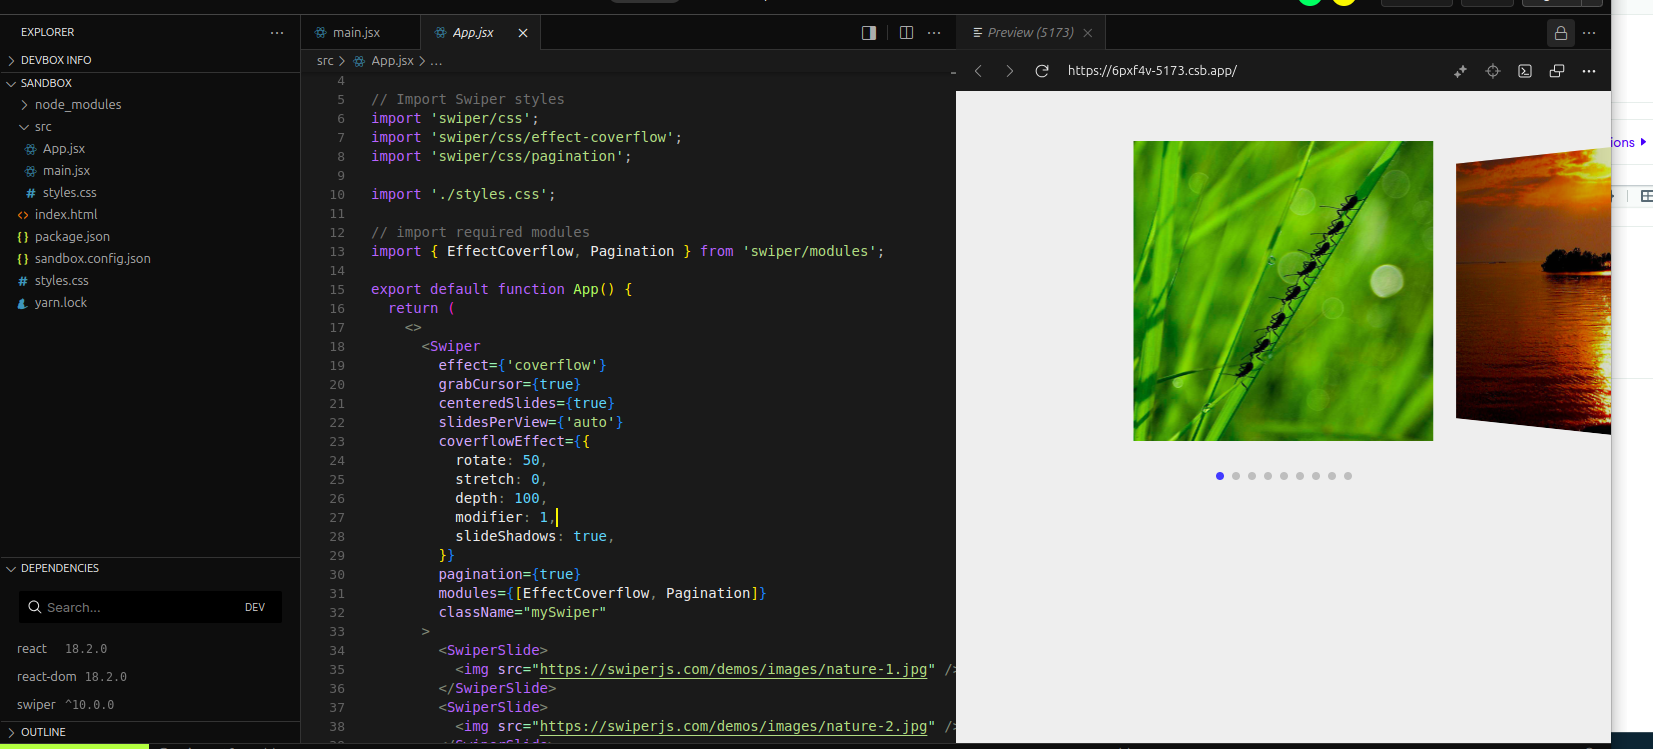 EXPLORER
DEVBOX INFO
SANDBOX
node_modules
src
App.jsx
main.jsx
styles.css
index.html
package.json
sandbox.config.json
styles.css
yarn.lock
DEPENDENCIES
Search...
DEV
react 18.2.0
react-dom 18.2.0
swiper ^10.0.0
OUTLINE
main.jsx
App.jsx
src > App.jsx > ...
4
5 // Import Swiper styles
6 import 'swiper/css';
7 import 'swiper/css/effect-coverflow';
8 import 'swiper/css/pagination';
9
10 import './styles.css';
11
12 // import required modules
13 import { EffectCoverflow, Pagination } from 'swiper/modules';
14
15 export default function App() {
16 return (
17 <>
18 <Swiper
19 effect={'coverflow'}
20 grabCursor={true}
21 centeredSlides={true}
22 slidesPerView={'auto'}
23 coverflowEffect={{
24 rotate: 50,
25 stretch: 0,
26 depth: 100,
27 modifier: 1,
28 slideShadows: true,
29 }}
30 pagination={true}
31 modules={[EffectCoverflow, Pagination]}
32 className="mySwiper"
33 >
34 <SwiperSlide>
35 <img src="https://swiperjs.com/demos/images/nature-1.jpg" />
36 </SwiperSlide>
37 <SwiperSlide>
38 <img src="https://swiperjs.com/demos/images/nature-2.jpg" />
Preview (5173)
https://6pxf4v-5173.csb.app/
ions